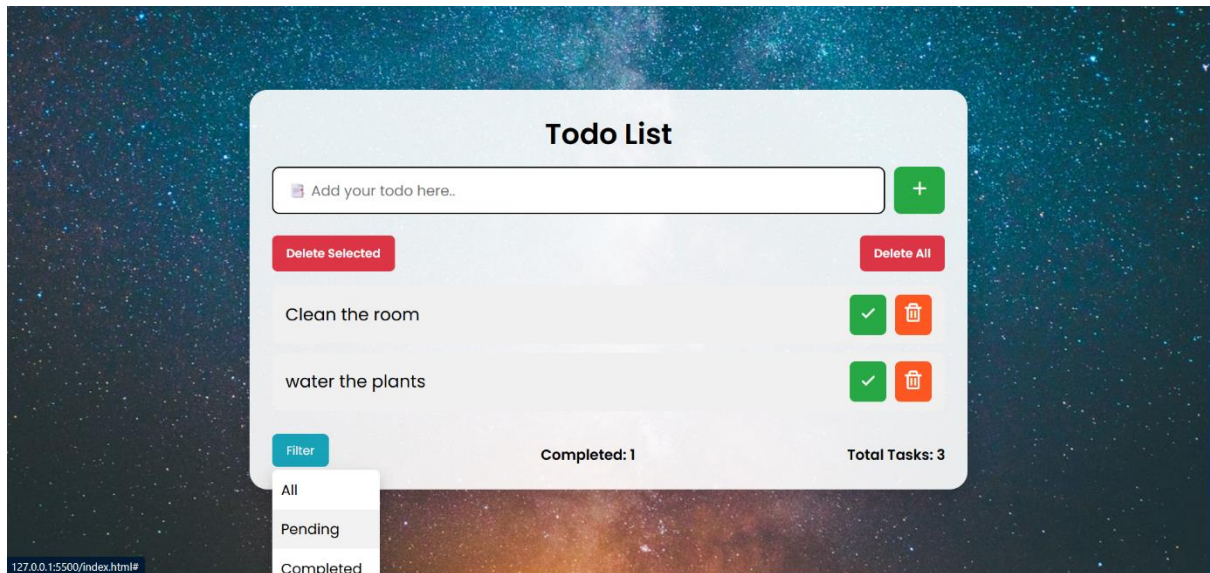 Todo List
Add your todo here..
+
Delete Selected
Delete All
Clean the room
water the plants
Filter
Completed: 1
Total Tasks: 3
All
Pending
Completed
127.0.0.1:5500/index.html#